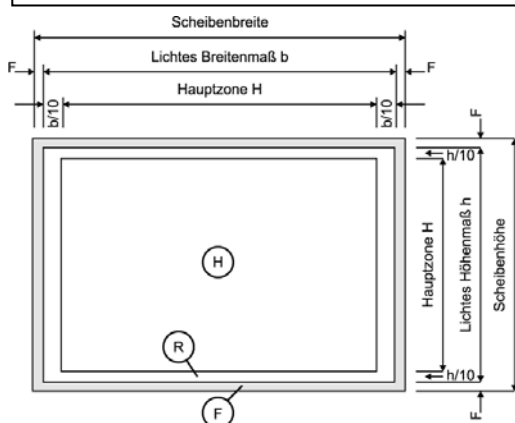 Scheibenbreite
F
Lichtes Breitenmaß b
F
Hauptzone H
b/10
b/10
F
h/10
Hauptzone H
Lichtes Höhenmaß h
Scheibenhöhe
H
R
h/10
F
F